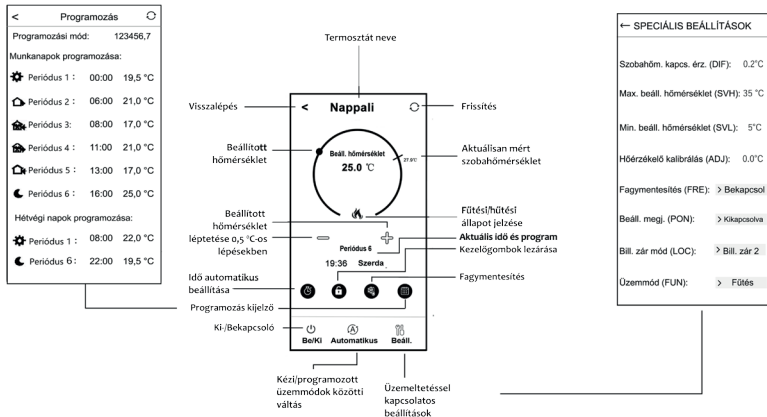 < Programozás
Programozási mód: 123456,7
Munkanapok programozása:
Periódus 1 : 00:00 19,5 °C
Periódus 2 : 06:00 21,0 °C
Periódus 3: 08:00 17,0 °C
Periódus 4 : 11:00 21,0 °C
Periódus 5 : 13:00 17,0 °C
Periódus 6 : 16:00 25,0 °C
Hétvégi napok programozása:
Periódus 1 : 08:00 22,0 °C
Periódus 6: 22:00 19,5 °C
Termosztát neve
Visszalépés
< Nappali
Frissítés
Beállított
hőmérséklet
Beáll. hőmérséklet
25.0 ℃
27.9°C
Aktuálisan mért
szobahőmérséklet
Beállított
hőmérséklet
léptetése 0,5 °C-os
lépésekben
Fűtési/hűtési
állapot jelzése
Periódus 6
Aktuális idő és program
Kezelőgombok lezárása
19:36 Szerda
Idő automatikus
beállítása
Fagymentesítés
Programozás kijelző
Ki-/Bekapcsoló
Be/Ki Automatikus Beáll.
Kézi/programozott
üzemmódok közötti
váltás
Üzemeltetéssel
kapcsolatos
beállítások
← SPECIÁLIS BEÁLLÍTÁSOK
Szobahőm. kapcs. érz. (DIF): 0.2°C
Max. beáll. hőmérséklet (SVH): 35 °C
Min. beáll. hőmérséklet (SVL): 5°C
Hőérzékelő kalibrálás (ADJ): 0.0°C
Fagymentesítés (FRE): > Bekapcsol
Beáll. megj. (PON): > Kikapcsolva
Bill. zár mód (LOC): > Bill. zár 2
Üzemmód (FUN): > Fűtés